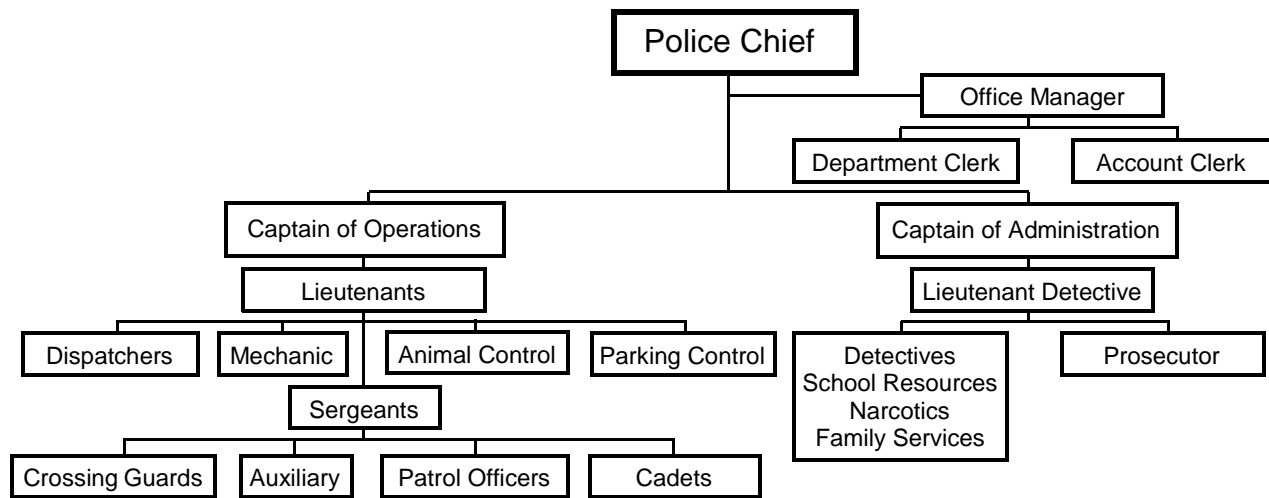 Police Chief
Office Manager
Department Clerk
Account Clerk
Captain of Operations
Captain of Administration
Lieutenants
Lieutenant Detective
Dispatchers
Mechanic
Animal Control
Parking Control
Detectives
School Resources
Narcotics
Family Services
Prosecutor
Sergeants
Crossing Guards
Auxiliary
Patrol Officers
Cadets